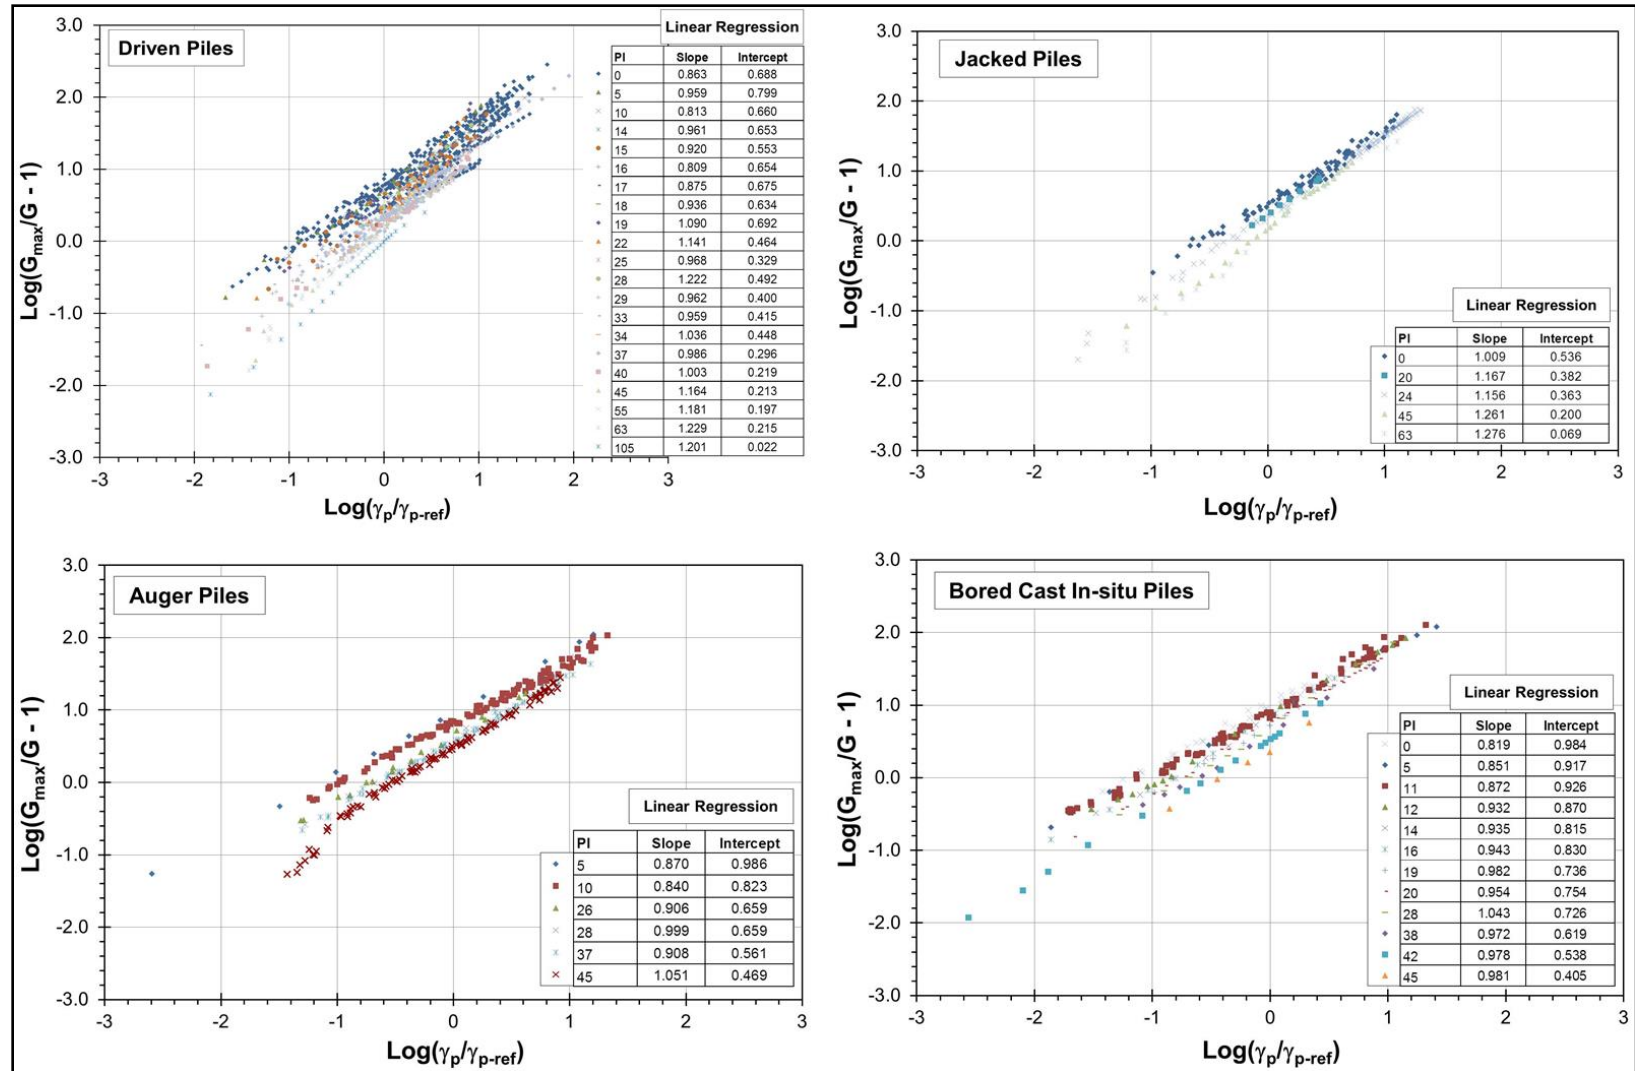 Driven Piles
Linear Regression
PI Slope Intercept
0 0.863 0.688
5 0.959 0.799
10 0.813 0.660
14 0.961 0.653
15 0.920 0.553
16 0.809 0.654
17 0.875 0.675
18 0.936 0.634
19 1.090 0.692
22 1.141 0.464
25 0.968 0.329
28 1.222 0.492
29 0.962 0.400
33 0.959 0.415
34 1.036 0.448
37 0.986 0.296
40 1.003 0.219
45 1.164 0.213
55 1.181 0.197
63 1.229 0.215
105 1.201 0.022
3.0
2.0
1.0
0.0
-1.0
-2.0
-3.0
Log(Gmax/G - 1)
-3 -2 -1 0 1 2 3
Log(γp/γp-ref)
Jacked Piles
Linear Regression
PI Slope Intercept
0 1.009 0.536
20 1.167 0.382
24 1.156 0.363
45 1.261 0.200
63 1.276 0.069
3.0
2.0
1.0
0.0
-1.0
-2.0
-3.0
Log(Gmax/G - 1)
-3 -2 -1 0 1 2 3
Log(γp/γp-ref)
Auger Piles
Linear Regression
PI Slope Intercept
5 0.870 0.986
10 0.840 0.823
26 0.906 0.659
28 0.999 0.659
37 0.908 0.561
45 1.051 0.469
3.0
2.0
1.0
0.0
-1.0
-2.0
-3.0
Log(Gmax/G - 1)
-3 -2 -1 0 1 2 3
Log(γp/γp-ref)
Bored Cast In-situ Piles
Linear Regression
PI Slope Intercept
0 0.819 0.984
5 0.851 0.917
11 0.872 0.926
12 0.932 0.870
14 0.935 0.815
16 0.943 0.830
19 0.982 0.736
20 0.954 0.754
28 1.043 0.726
38 0.972 0.619
42 0.978 0.538
45 0.981 0.405
3.0
2.0
1.0
0.0
-1.0
-2.0
-3.0
Log(Gmax/G - 1)
-3 -2 -1 0 1 2 3
Log(γp/γp-ref)